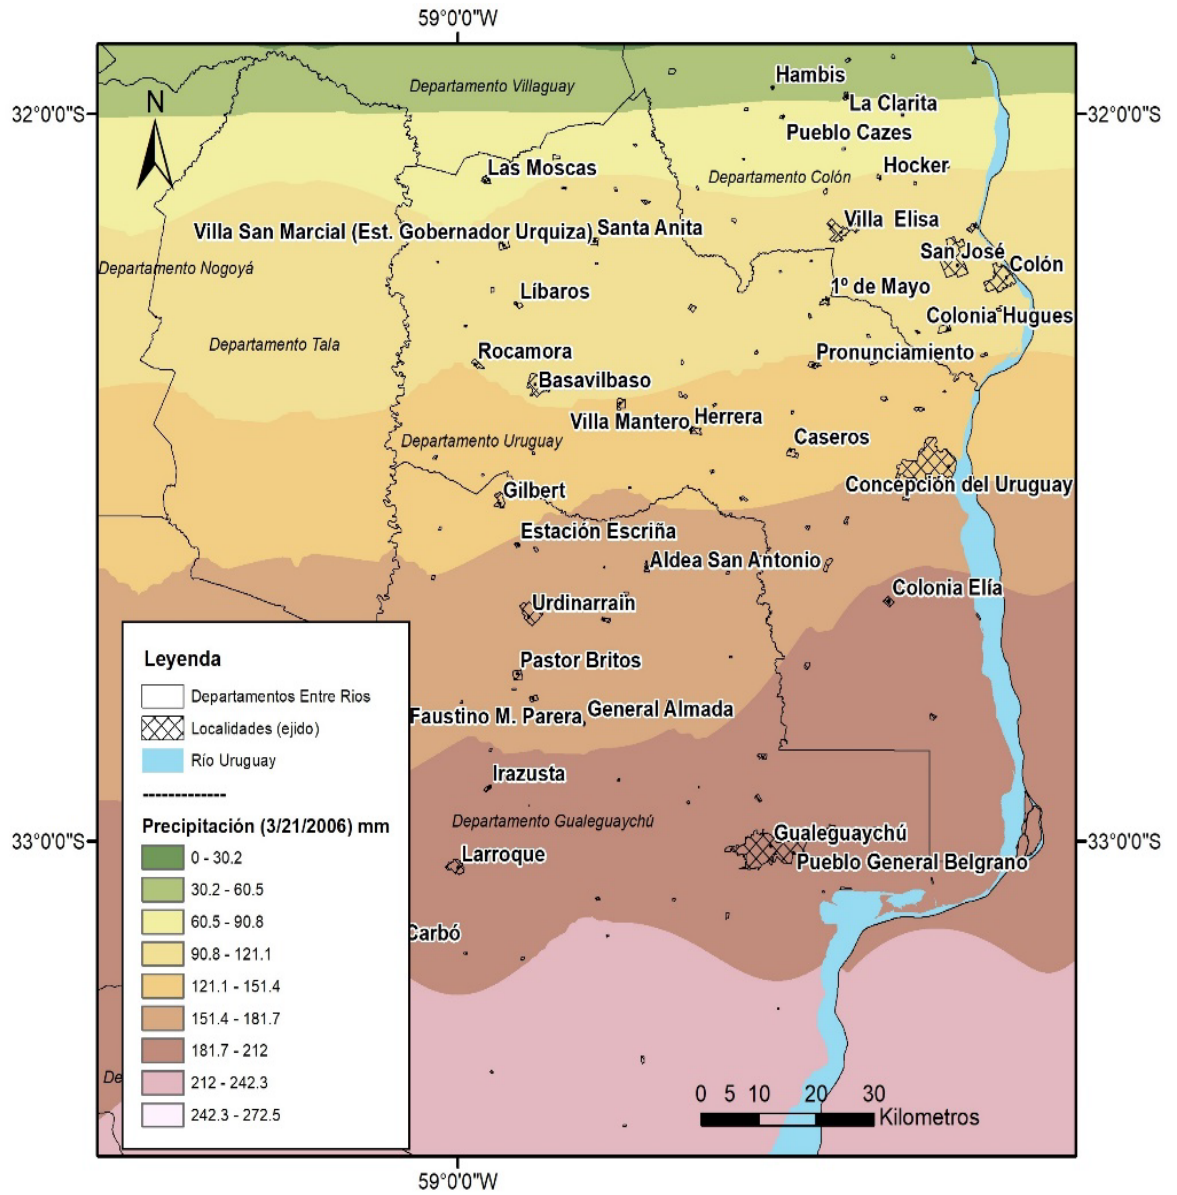 59°0'0"W
32°0'0"S
32°0'0"S
N
Departamento Villaguay
Hambis
La Clarita
Pueblo Cazes
Las Moscas
Hocker
Departamento Colón
Villa San Marcial (Est. Gobernador Urquiza)
Santa Anita
Villa Elisa
San José
Colón
Departamento Nogoyá
Líbaros
1º de Mayo
Colonia Hugues
Departamento Tala
Rocamora
Pronunciamiento
Basavilbaso
Villa Mantero
Herrera
Departamento Uruguay
Caseros
Gilbert
Concepción del Uruguay
Estación Escriña
Aldea San Antonio
Colonia Elía
Urdinarrain
Pastor Britos
Faustino M. Parera
General Almada
Irazusta
Departamento Gualeguaychú
Gualeguaychú
Larroque
Pueblo General Belgrano
33°0'0"S
33°0'0"S
Carbó
De
Leyenda
Departamentos Entre Rios
Localidades (ejido)
Río Uruguay
-------------
Precipitación (3/21/2006) mm
0 - 30.2
30.2 - 60.5
60.5 - 90.8
90.8 - 121.1
121.1 - 151.4
151.4 - 181.7
181.7 - 212
212 - 242.3
242.3 - 272.5
0 5 10 20 30
Kilometros
59°0'0"W